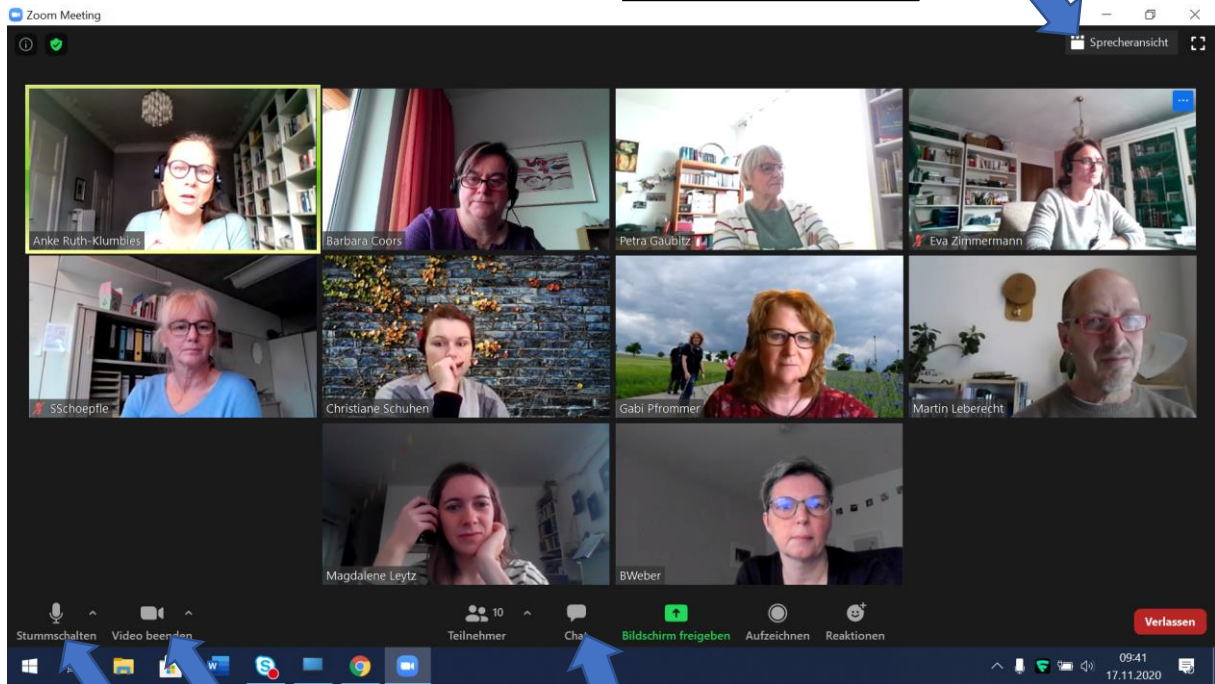 Zoom Meeting
Sprecheransicht
Anke Ruth-Klumbies
Barbara Coors
Petra Gaubitz
Eva Zimmermann
SSchoepfle
Christiane Schuhen
Gabi Pfrommer
Martin Leberecht
Magdalene Leytz
BWeber
Stummschalten
Video beenden
10
Teilnehmer
Chat
Bildschirm freigeben
Aufzeichnen
Reaktionen
Verlassen
09:41
17.11.2020